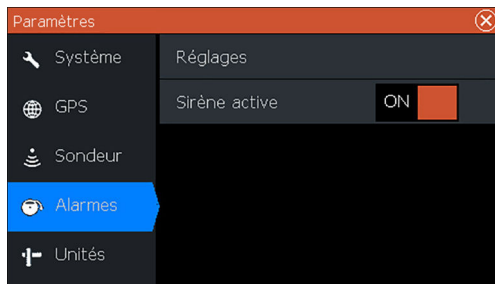 Paramètres
Système
Réglages
GPS
Sirène active ON
Sondeur
Alarmes
Unités